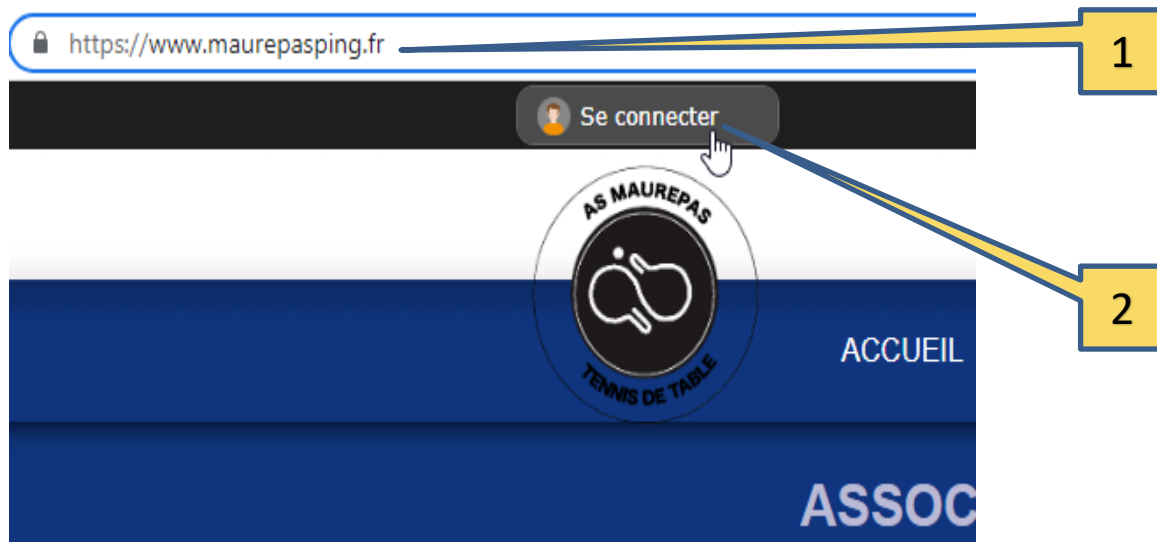 https://www.maurepasping.fr
1
Se connecter
AS MAUREPAS
TENNIS DE TABLE
2
ACCUEIL
ASSOC